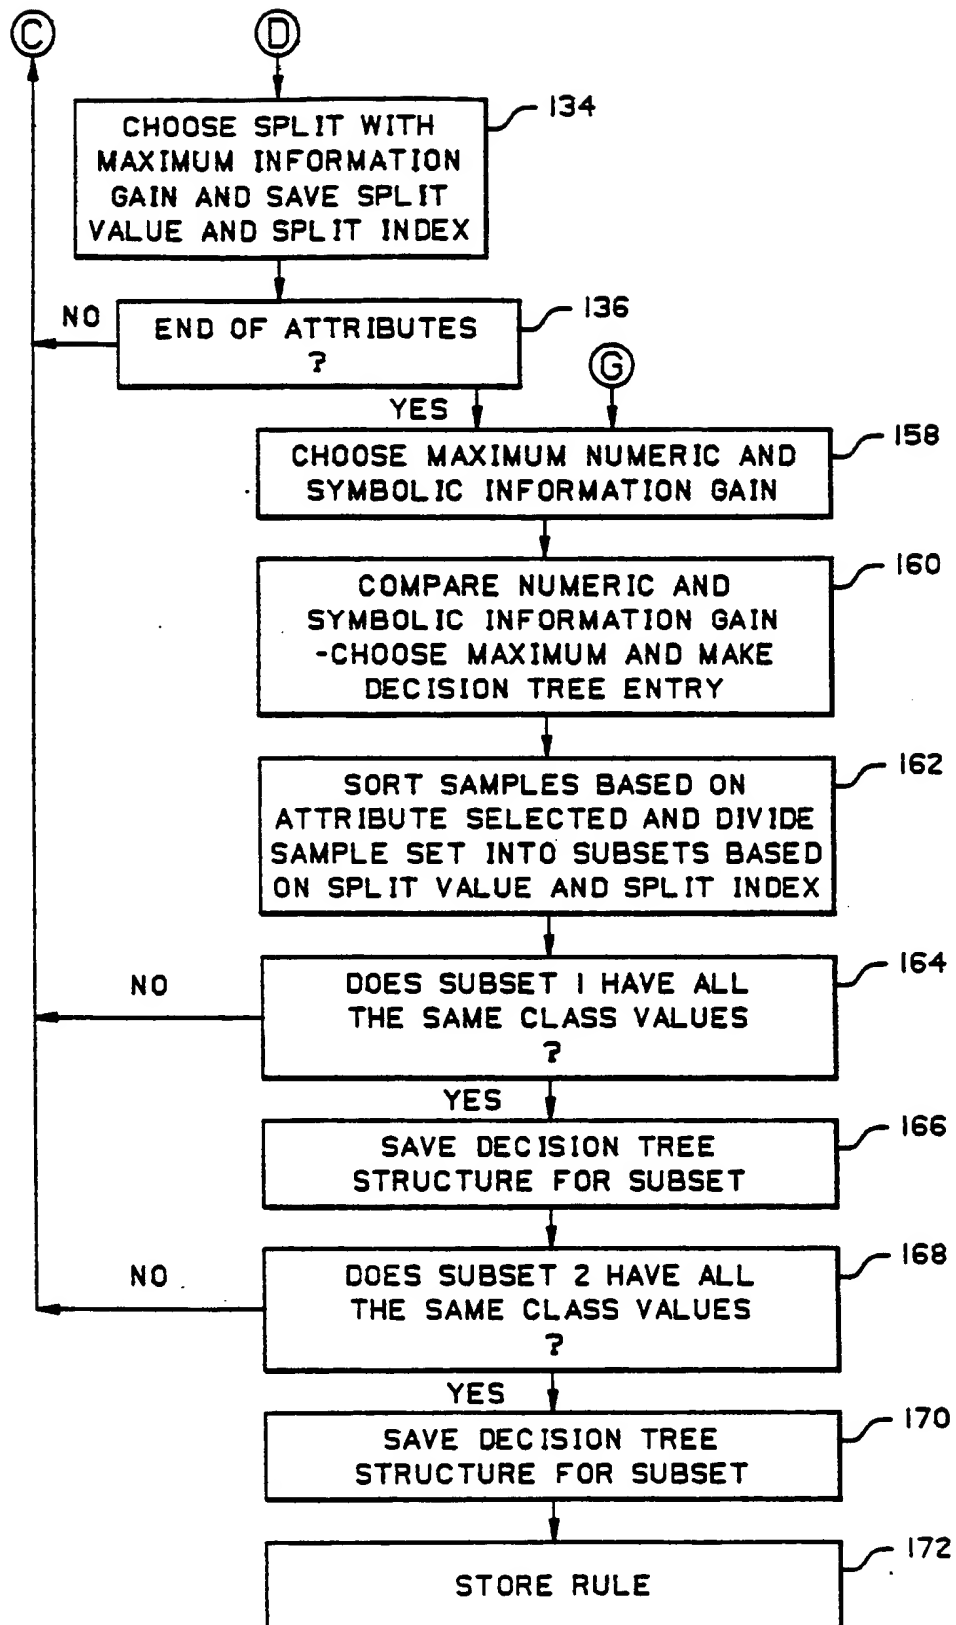 C
D
134
CHOOSE SPLIT WITH
MAXIMUM INFORMATION
GAIN AND SAVE SPLIT
VALUE AND SPLIT INDEX
NO
136
END OF ATTRIBUTES
?
G
YES
158
CHOOSE MAXIMUM NUMERIC AND
SYMBOLIC INFORMATION GAIN
160
COMPARE NUMERIC AND
SYMBOLIC INFORMATION GAIN
-CHOOSE MAXIMUM AND MAKE
DECISION TREE ENTRY
162
SORT SAMPLES BASED ON
ATTRIBUTE SELECTED AND DIVIDE
SAMPLE SET INTO SUBSETS BASED
ON SPLIT VALUE AND SPLIT INDEX
164
NO
DOES SUBSET 1 HAVE ALL
THE SAME CLASS VALUES
?
YES
166
SAVE DECISION TREE
STRUCTURE FOR SUBSET
168
NO
DOES SUBSET 2 HAVE ALL
THE SAME CLASS VALUES
?
YES
170
SAVE DECISION TREE
STRUCTURE FOR SUBSET
172
STORE RULE